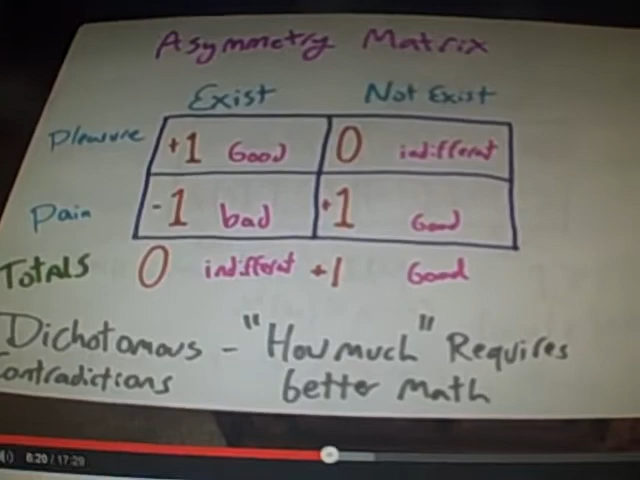 Asymmetry Matrix
Exist Not Exist
Pleasure +1 Good 0 indifferent
Pain -1 bad +1 Good
Totals 0 indifferent +1 Good
Dichotomous - "How much" Requires
Contradictions better Math
8:20 / 17:29